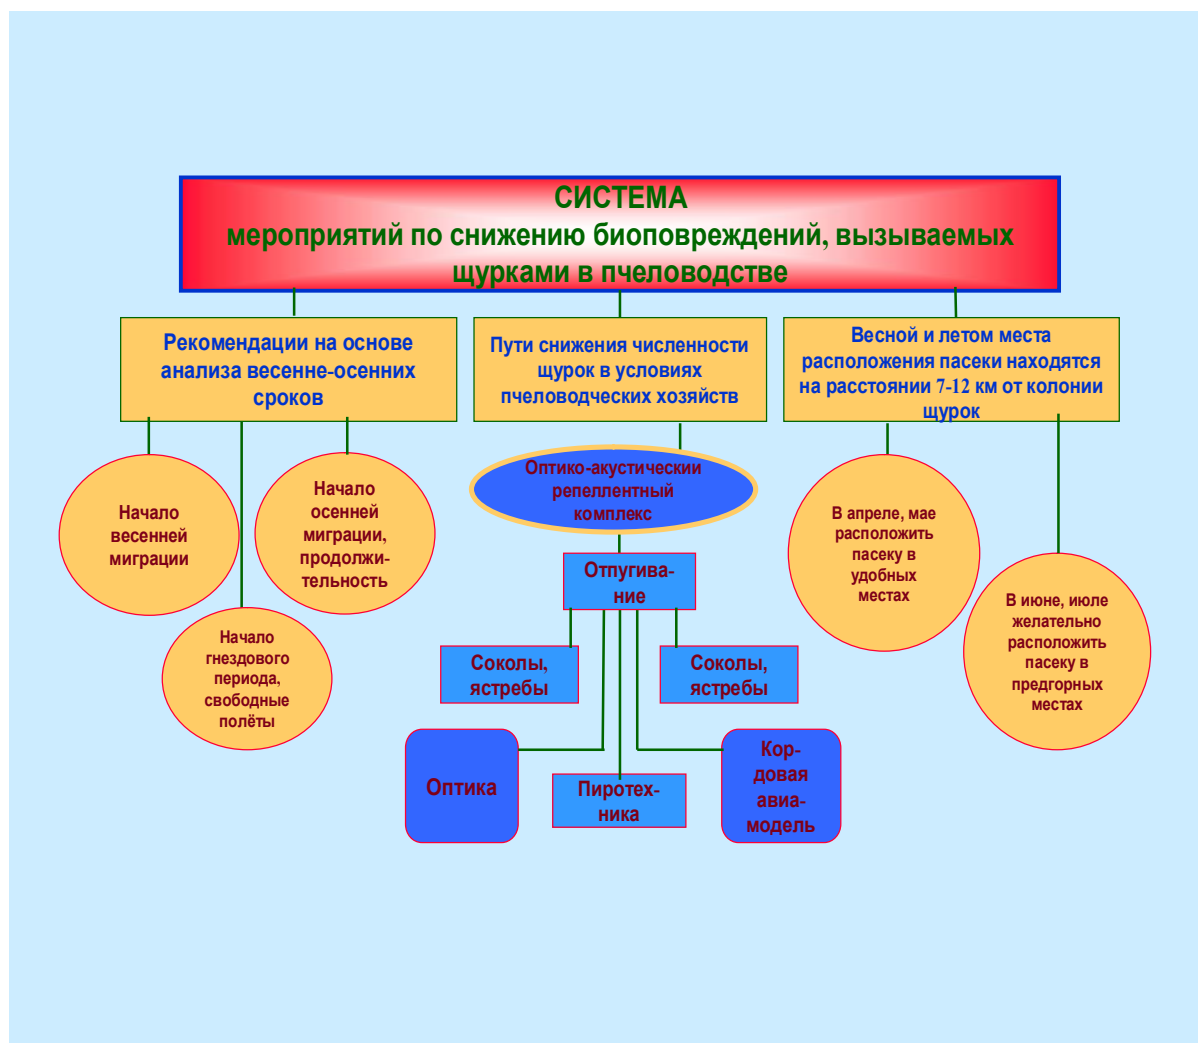 СИСТЕМА
мероприятий по снижению биоповреждений, вызываемых
щурками в пчеловодстве
Рекомендации на основе
анализа весенне-осенних
сроков
Пути снижения численности
щурок в условиях
пчеловодческих хозяйств
Весной и летом места
расположения пасеки находятся
на расстоянии 7-12 км от колонии
щурок
Начало
весенней
миграции
Начало
осенней
миграции,
продолжи-
тельность
Начало
гнездового
периода,
свободные
полёты
Оптико-акустический
репеллентный
комплекс
Отпугива-
ние
Соколы,
ястребы
Соколы,
ястребы
Оптика
Пиротех-
ника
Кор-
довая
авиа-
модель
В апреле, мае
расположить
пасеку в
удобных
местах
В июне, июле
желательно
расположить
пасеку в
предгорных
местах